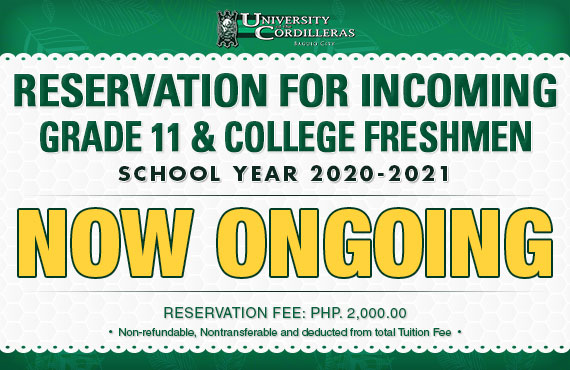 UNIVERSITY
of the
CORDILLERAS
BAGUIO CITY
RESERVATION FOR INCOMING
GRADE 11 & COLLEGE FRESHMEN
SCHOOL YEAR 2020-2021
NOW ONGOING
RESERVATION FEE: PHP. 2,000.00
• Non-refundable, Nontransferable and deducted from total Tuition Fee •